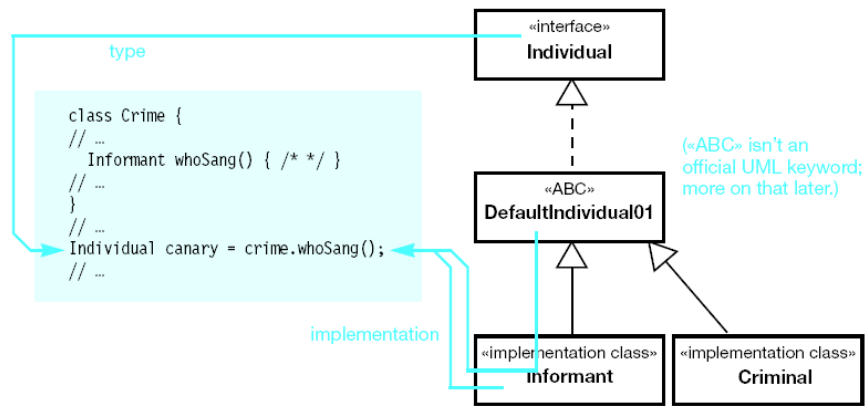 type
class Crime {
// …
Informant whoSang() { /* */ }
// …
}
// …
Individual canary = crime.whoSang();
// …
implementation
«interface»
Individual
«ABC»
DefaultIndividual01
(«ABC» isn't an
official UML keyword;
more on that later.)
«implementation class»
Informant
«implementation class»
Criminal